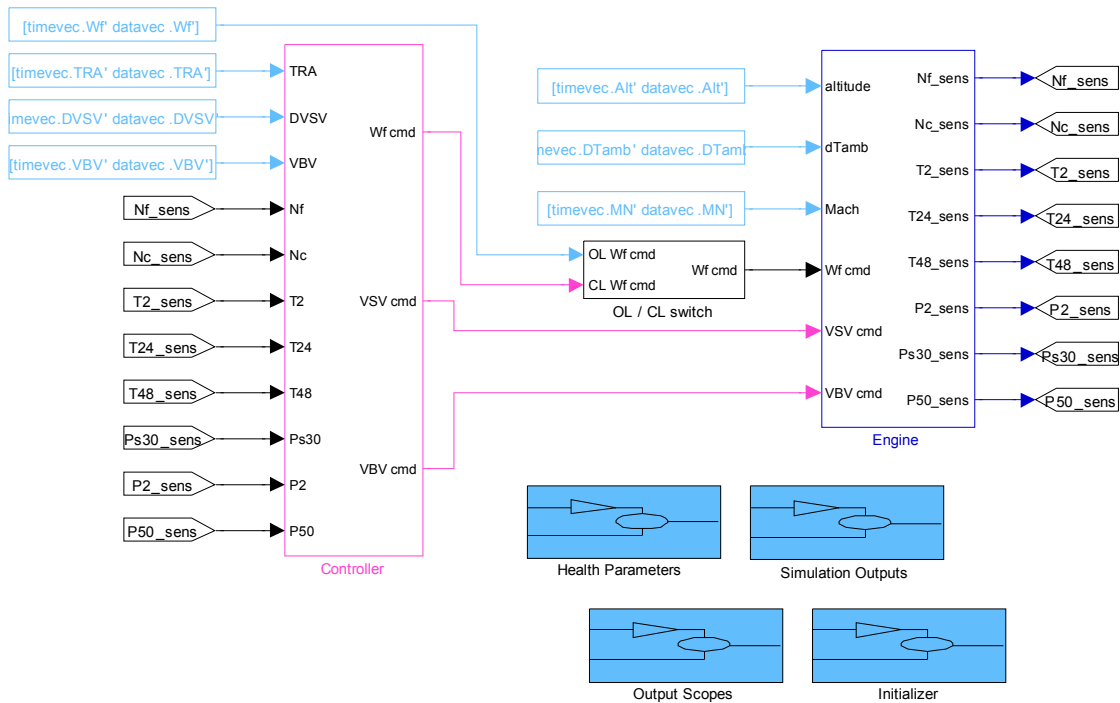 [timevec.Wf' datavec .Wf']
[timevec.TRA' datavec .TRA']
imevec.DVSV' datavec .DVSV'
[timevec.VBV' datavec .VBV']
Nf_sens
Nc_sens
T2_sens
T24_sens
T48_sens
Ps30_sens
P2_sens
P50_sens
TRA
DVSV
VBV
Nf
Nc
T2
T24
T48
Ps30
P2
P50
Wf cmd
VSV cmd
VBV cmd
Controller
[timevec.Alt' datavec .Alt']
nevec.DTamb' datavec .DTaml
[timevec.MN' datavec .MN']
OL Wf cmd
CL Wf cmd
Wf cmd
OL / CL switch
altitude
dTamb
Mach
Wf cmd
VSV cmd
VBV cmd
Nf_sens
Nc_sens
T2_sens
T24_sens
T48_sens
P2_sens
Ps30_sens
P50_sens
Engine
Nf_sens
Nc_sens
T2_sens
T24_sens
T48_sens
P2_sens
Ps30_sens
P50_sens
Health Parameters
Simulation Outputs
Output Scopes
Initializer